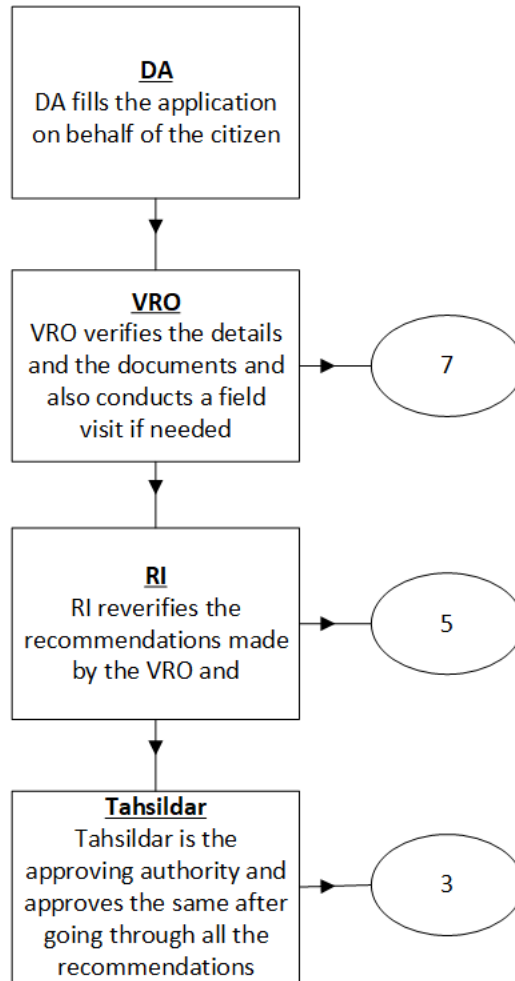 DA
DA fills the application
on behalf of the citizen
VRO
VRO verifies the details
and the documents and
also conducts a field
visit if needed
7
RI
RI reverifies the
recommendations made
by the VRO and
5
Tahsildar
Tahsildar is the
approving authority and
approves the same after
going through all the
recommendations
3